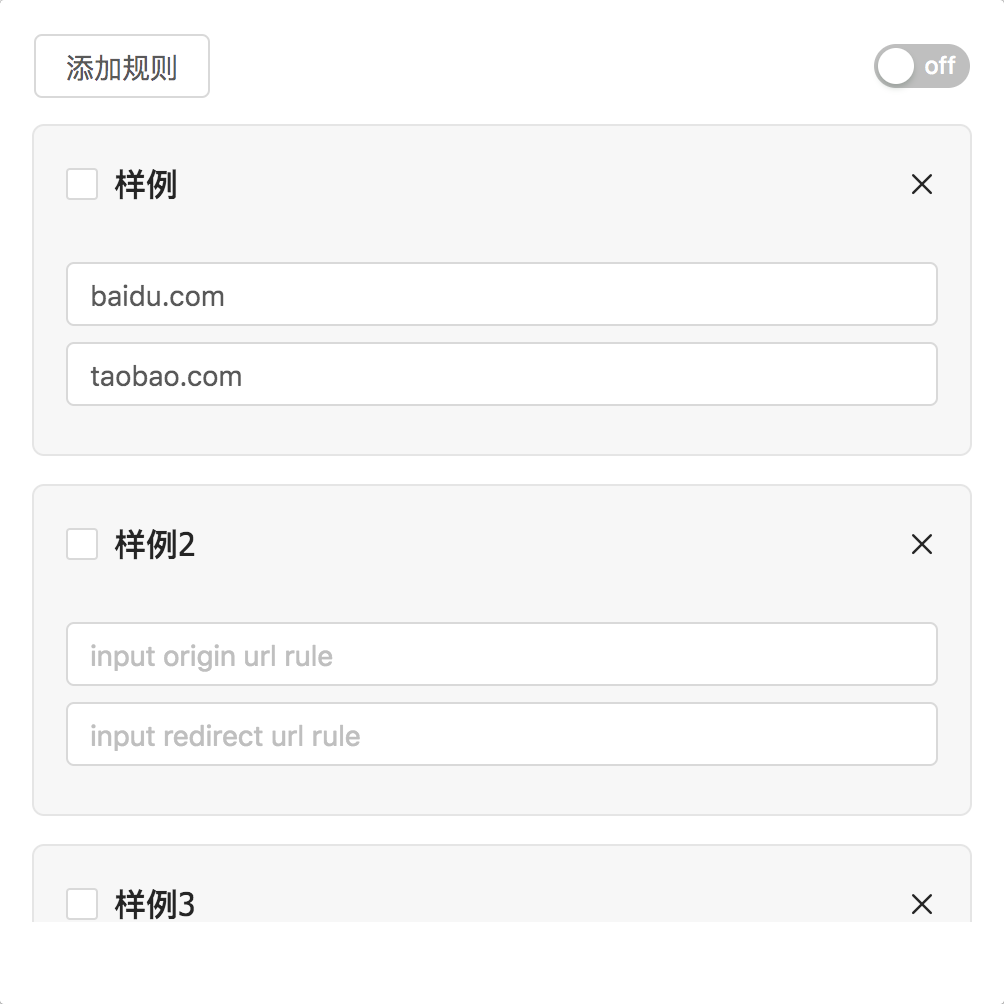 添加规则
off
样例
baidu.com
taobao.com
样例2
input origin url rule
input redirect url rule
样例3